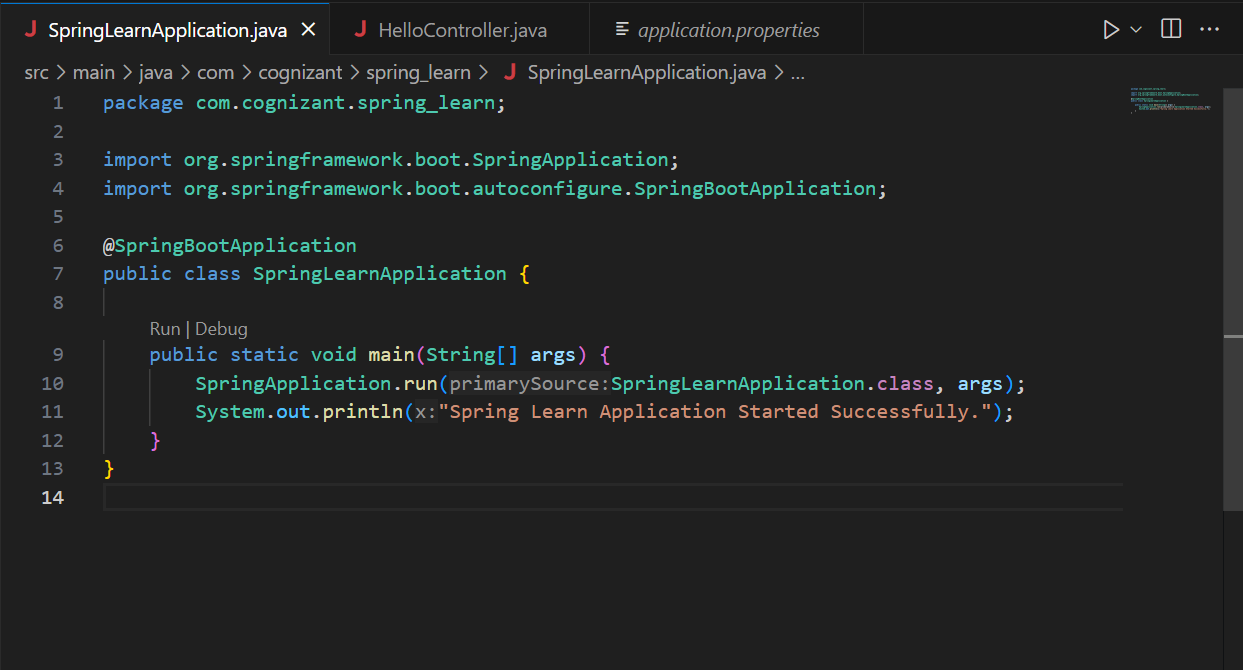 J SpringLearnApplication.java J HelloController.java application.properties
src > main > java > com > cognizant > spring_learn > J SpringLearnApplication.java > ...
1 package com.cognizant.spring_learn;
2
3 import org.springframework.boot.SpringApplication;
4 import org.springframework.boot.autoconfigure.SpringBootApplication;
5
6 @SpringBootApplication
7 public class SpringLearnApplication {
8
Run | Debug
9 public static void main(String[] args) {
10 SpringApplication.run(primarySource:SpringLearnApplication.class, args);
11 System.out.println(x:"Spring Learn Application Started Successfully.");
12 }
13 }
14